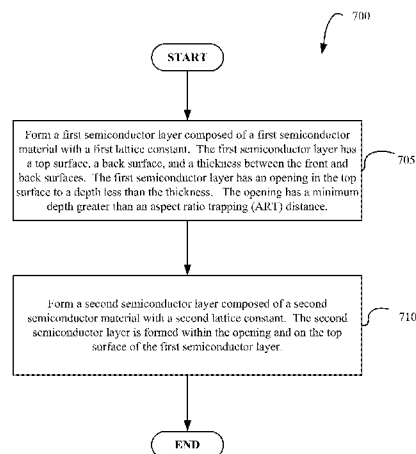 700
START
Form a first semiconductor layer composed of a first semiconductor
material with a first lattice constant. The first semiconductor layer has
a top surface, a back surface, and a thickness between the front and
back surfaces. The first semiconductor layer has an opening in the top
surface to a depth less than the thickness. The opening has a minimum
depth greater than an aspect ratio trapping (ART) distance.
705
Form a second semiconductor layer composed of a second
semiconductor material with a second lattice constant. The second
semiconductor layer is formed within the opening and on the top
surface of the first semiconductor layer.
710
END